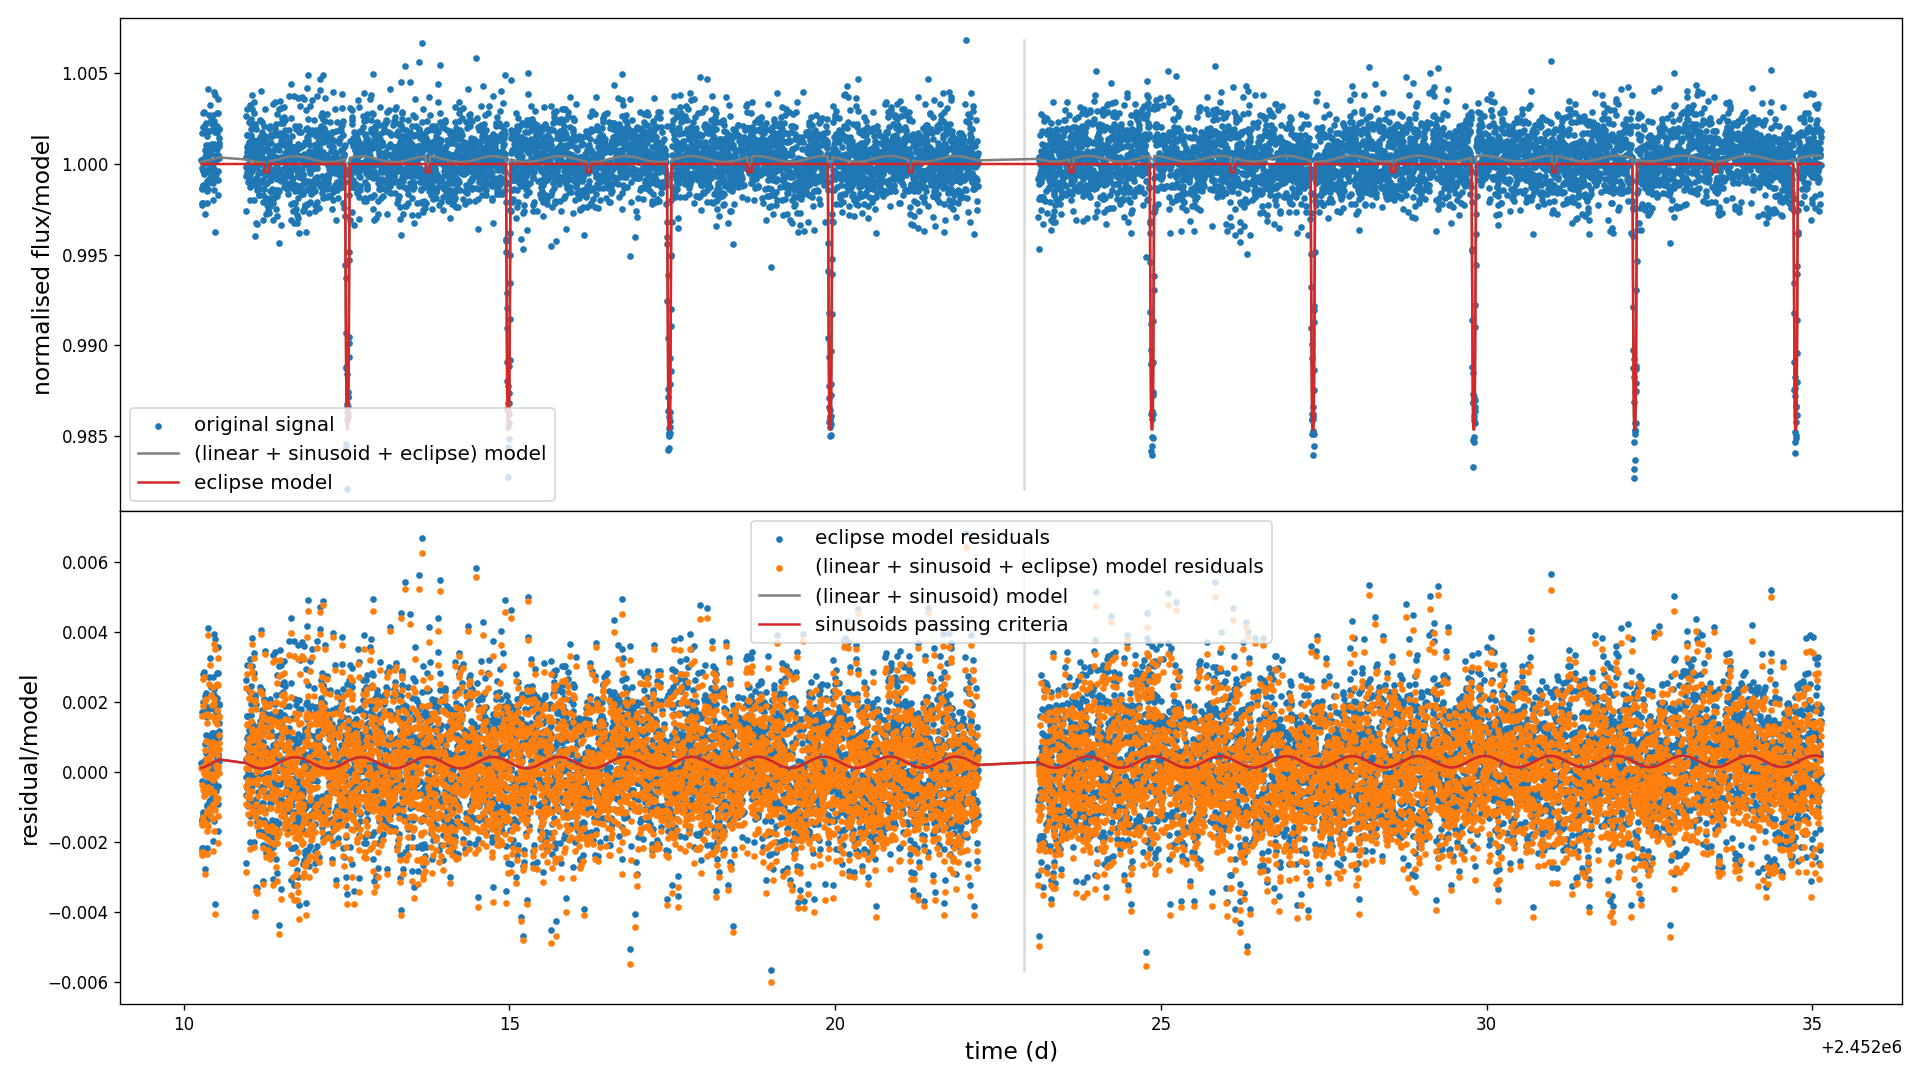 1.005
1.000
0.995
0.990
0.985
normalised flux/model
original signal
(linear + sinusoid + eclipse) model
eclipse model
0.006
0.004
0.002
0.000
−0.002
−0.004
−0.006
residual/model
eclipse model residuals
(linear + sinusoid + eclipse) model residuals
(linear + sinusoid) model
sinusoids passing criteria
10 15 20 25 30 35
time (d)
+2.452e6